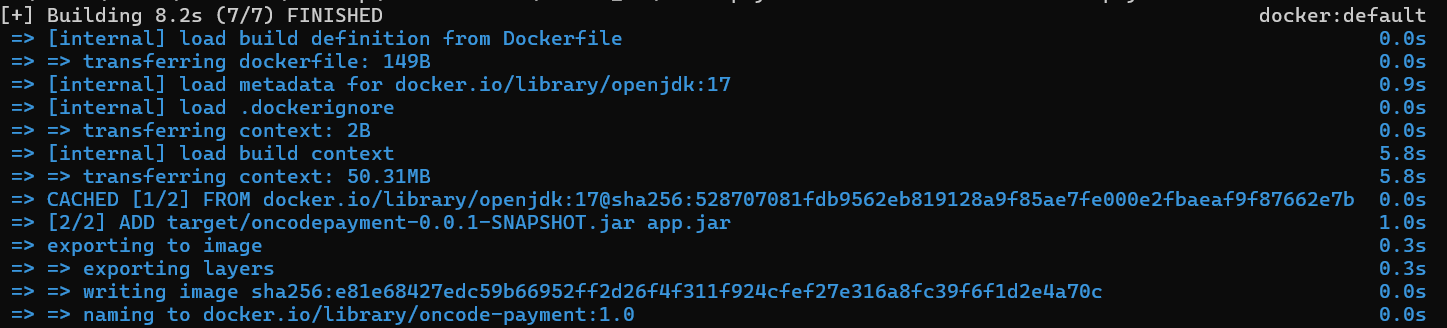 [+] Building 8.2s (7/7) FINISHED docker:default
=> [internal] load build definition from Dockerfile 0.0s
=> => transferring dockerfile: 149B 0.0s
=> [internal] load metadata for docker.io/library/openjdk:17 0.9s
=> [internal] load .dockerignore 0.0s
=> => transferring context: 2B 0.0s
=> [internal] load build context 5.8s
=> => transferring context: 50.31MB 5.8s
=> CACHED [1/2] FROM docker.io/library/openjdk:17@sha256:528707081fdb9562eb819128a9f85ae7fe000e2fbaeaf9f87662e7b 0.0s
=> [2/2] ADD target/oncodepayment-0.0.1-SNAPSHOT.jar app.jar 1.0s
=> exporting to image 0.3s
=> => exporting layers 0.3s
=> => writing image sha256:e81e68427edc59b66952ff2d26f4f311f924cfef27e316a8fc39f6f1d2e4a70c 0.0s
=> => naming to docker.io/library/oncode-payment:1.0 0.0s